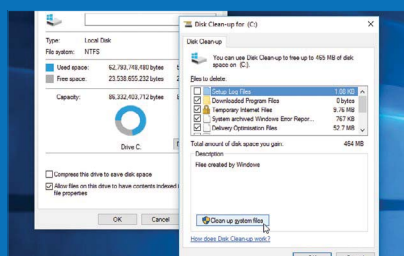 Type: Local Disk
File system: NTFS
Used space: 62,793,748,480 bytes
Free space: 23,538,655,232 bytes
Capacity: 86,332,403,712 bytes
Drive C:
Compress this drive to save disk space
Allow files on this drive to have contents indexed
file properties
OK
Cancel
Disk Clean-up for (C:)
Disk Clean-up
You can use Disk Clean-up to free up to 465 MB of disk
space on (C:).
Files to delete:
Setup Log Files 1.08 KB
Downloaded Program Files 0 bytes
Temporary Internet Files 9.76 MB
System archived Windows Error Repor... 767 KB
Delivery Optimisation Files 52.7 MB
Total amount of disk space you gain: 464 MB
Description
Files created by Windows
Clean up system files
How does Disk Clean-up work?